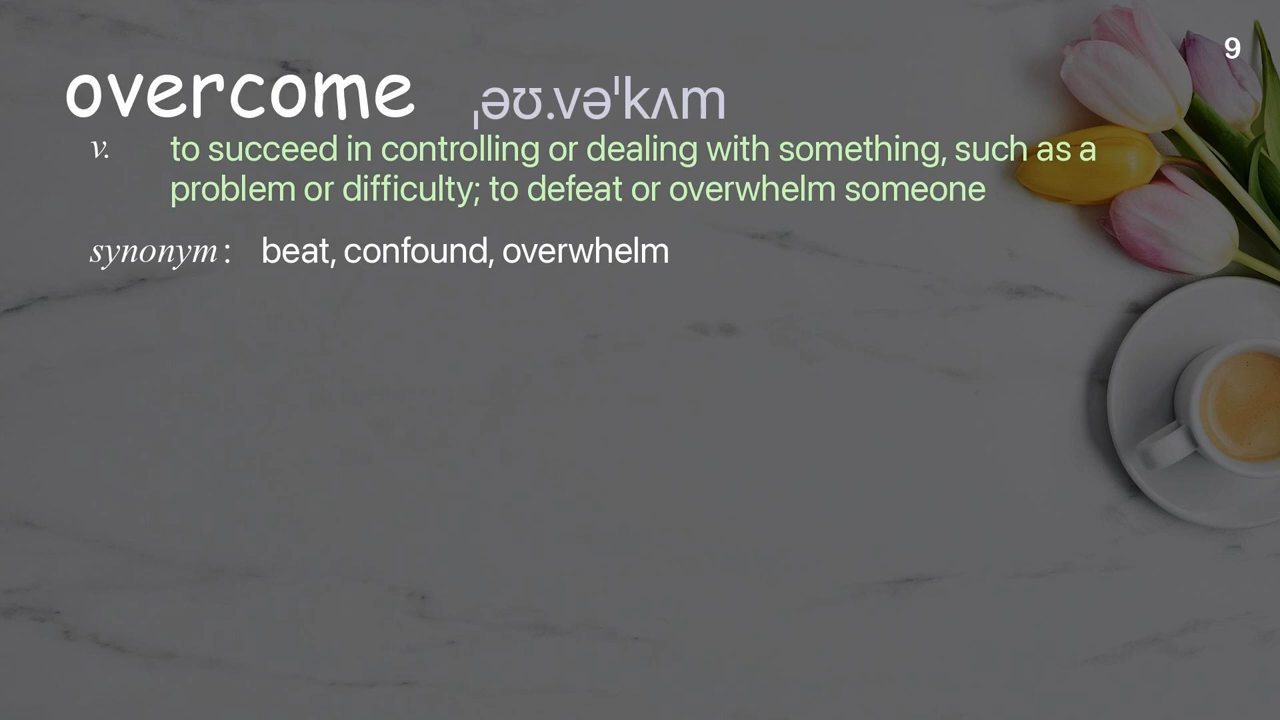 9
overcome ˌəʊ.vəˈkʌm
v. to succeed in controlling or dealing with something, such as a
problem or difficulty; to defeat or overwhelm someone
synonym : beat, confound, overwhelm